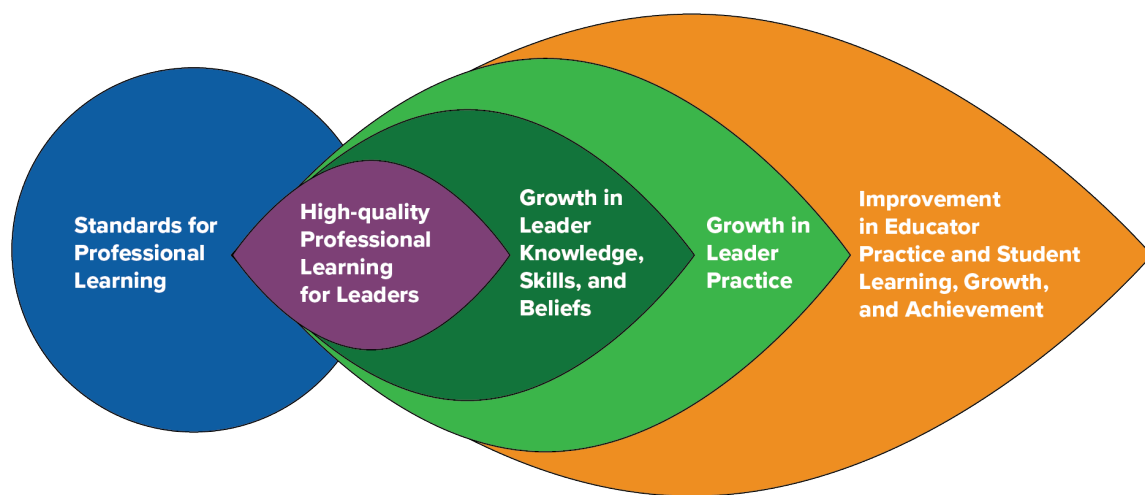 Standards for
Professional
Learning
High-quality
Professional
Learning
for Leaders
Growth in
Leader
Knowledge,
Skills, and
Beliefs
Growth in
Leader
Practice
Improvement
in Educator
Practice and Student
Learning, Growth,
and Achievement